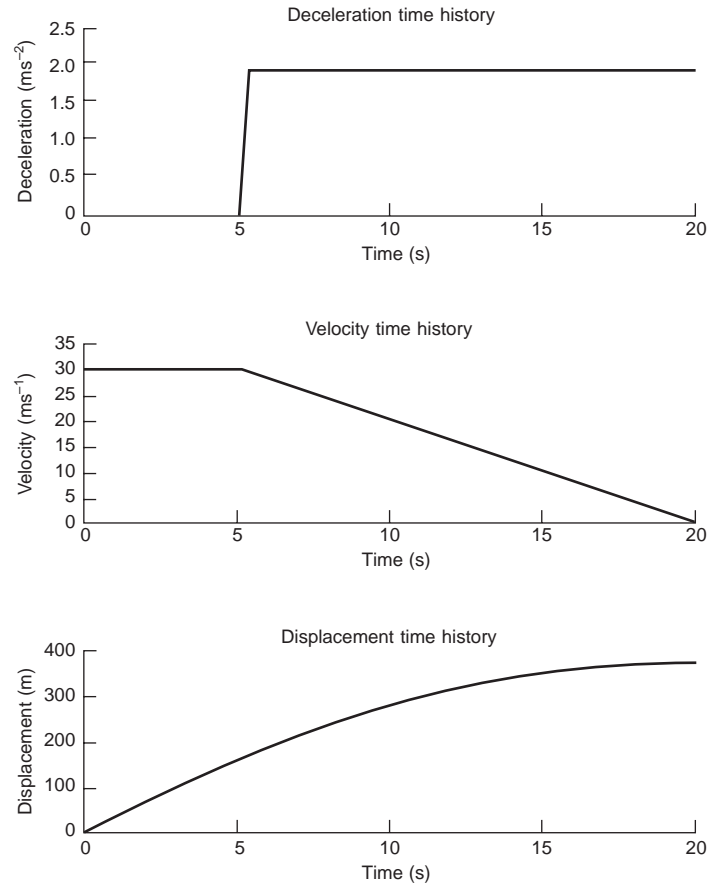 Deceleration time history
Deceleration (ms⁻²)
2.5
2.0
1.5
1.0
0.5
0
0 5 10 15 20
Time (s)
Velocity time history
Velocity (ms⁻¹)
35
30
25
20
15
10
5
0
0 5 10 15 20
Time (s)
Displacement time history
Displacement (m)
400
300
200
100
0
0 5 10 15 20
Time (s)